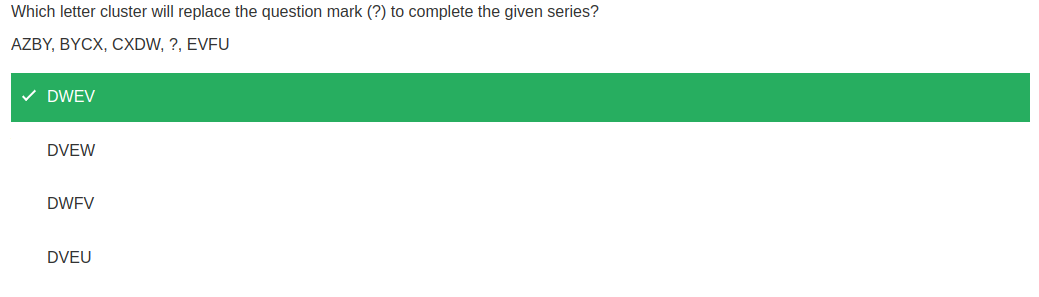 Which letter cluster will replace the question mark (?) to complete the given series?
AZBY, BYCX, CXDW, ?, EVFU
DWEV
DVEW
DWFV
DVEU